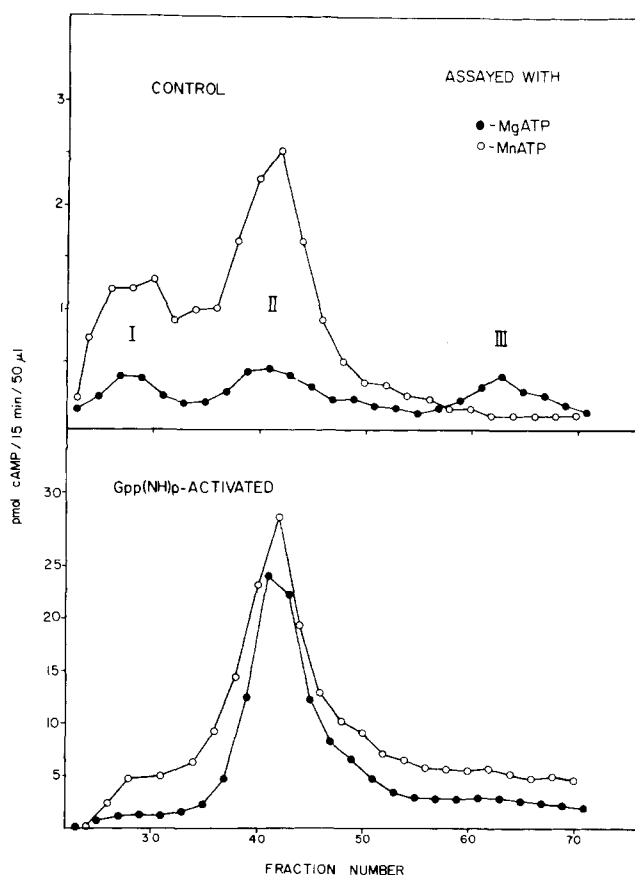 CONTROL
ASSAYED WITH
●-MgATP
○-MnATP
3
2
1
I
II
III
pmol cAMP / 15 min / 50 μl
Gpp(NH)p-ACTIVATED
30
25
20
15
10
5
30
40
50
60
70
FRACTION NUMBER